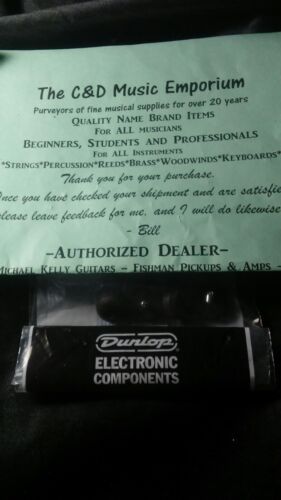 The C&D Music Emporium
Purveyors of fine musical supplies for over 20 years
QUALITY NAME BRAND ITEMS
FOR ALL MUSICIANS
BEGINNERS, STUDENTS AND PROFESSIONALS
FOR ALL INSTRUMENTS
*STRINGS*PERCUSSION*REEDS*BRASS*WOODWINDS*KEYBOARDS*
Thank you for your purchase.
Once you have checked your shipment and are satisfie
please leave feedback for me, and I will do likewise
- Bill
–AUTHORIZED DEALER–
MICHAEL KELLY GUITARS – FISHMAN PICKUPS & AMPS –
Dunlop
ELECTRONIC
COMPONENTS